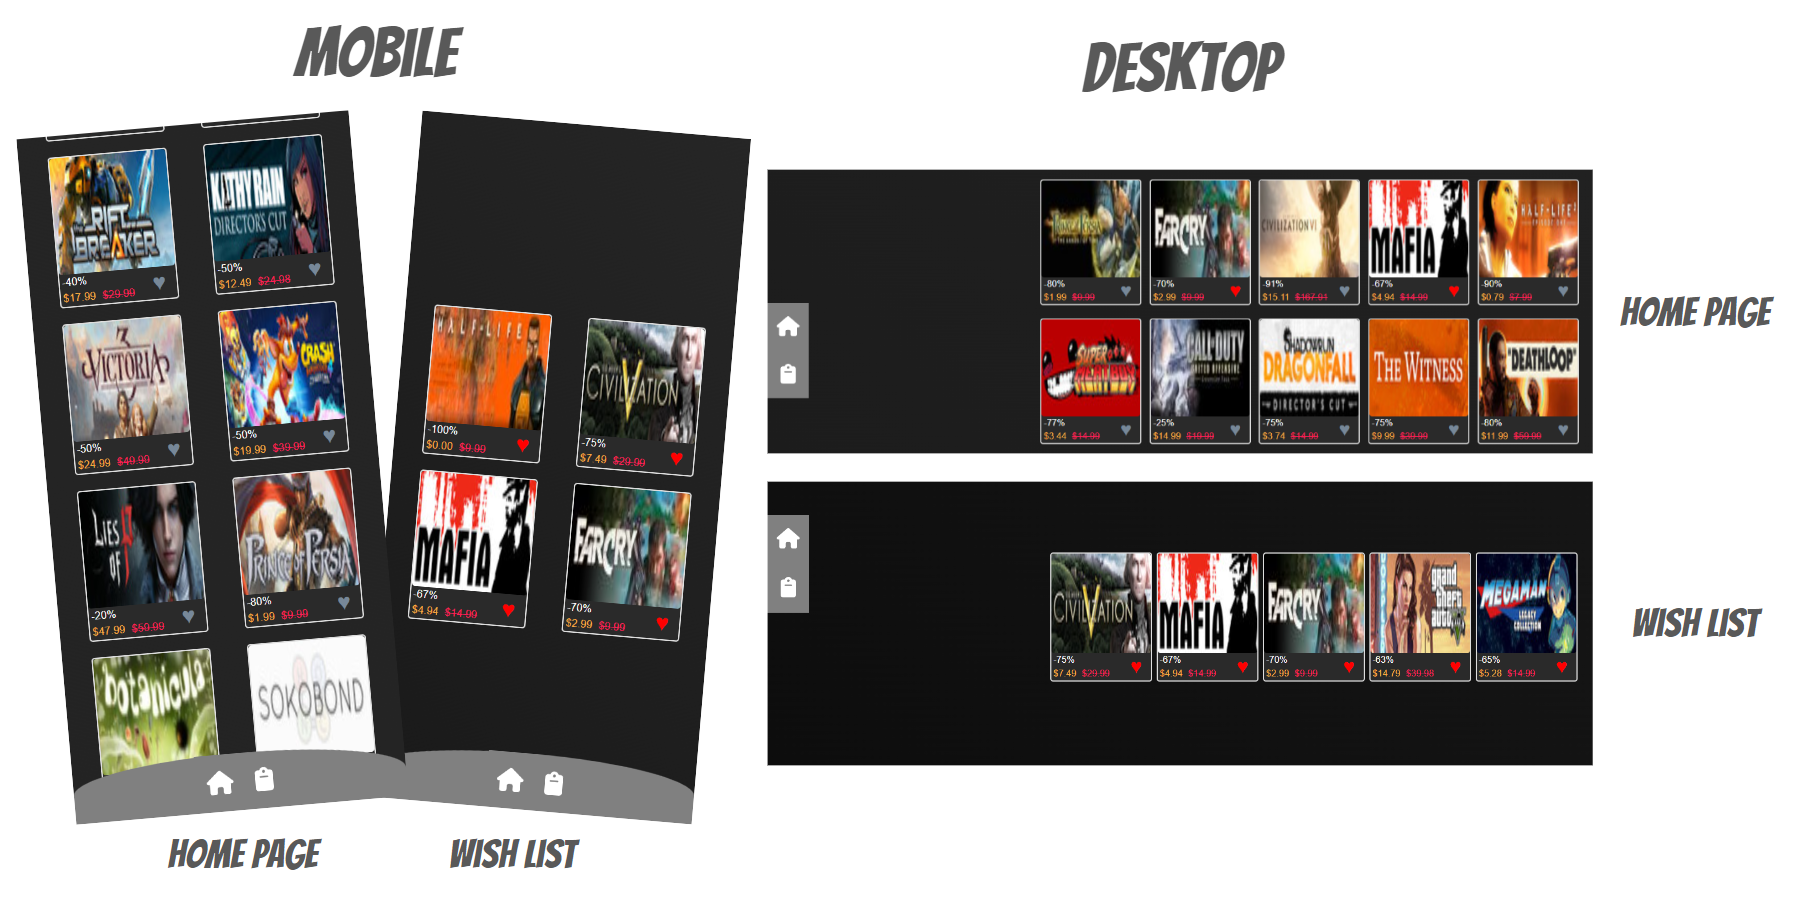 MOBILE
DESKTOP
THE RIFT BREAKER
-40%
$17.99 $29.99
KATHY RAIN
DIRECTOR'S CUT
-50%
$12.49 $24.98
VICTORIA 3
-50%
$24.99 $49.99
CRASH
-50%
$19.99 $39.99
LIES OF P
-20%
$47.99 $59.99
PRINCE OF PERSIA
-80%
$1.99 $9.99
botanicula
SOKOBOND
HOME PAGE
HALF-LIFE
-100%
$0.00 $9.99
CIVILIZATION V
-75%
$7.49 $29.99
MAFIA
-67%
$4.94 $14.99
FARCRY
-70%
$2.99 $9.99
WISH LIST
-80%
$1.99 $9.99
FARCRY
-70%
$2.99 $9.99
CIVILIZATION VI
-91%
$15.11 $167.91
MAFIA
-67%
$4.94 $14.99
HALF-LIFE 2
EPISODE ONE
-90%
$0.79 $7.99
SUPER MEATBOY
-77%
$3.44 $14.99
CALL OF DUTY
UNITED OFFENSIVE
-25%
$14.99 $19.99
SHADOWRUN
DRAGONFALL
DIRECTOR'S CUT
-75%
$3.74 $14.99
THE WITNESS
-75%
$9.99 $39.99
"DEATHLOOP"
-80%
$11.99 $59.99
HOME PAGE
CIVILIZATION V
-75%
$7.49 $29.99
MAFIA
-67%
$4.94 $14.99
FARCRY
-70%
$2.99 $9.99
grand
theft
auto V
-63%
$14.79 $39.98
MEGAMAN
LEGACY
COLLECTION
-65%
$5.28 $14.99
WISH LIST